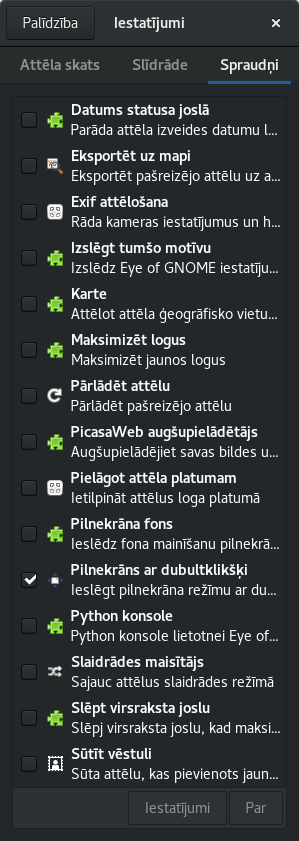 Palīdzība
Iestatījumi
Attēla skats
Slīdrāde
Spraudņi
Datums statusa joslā
Parāda attēla izveides datumu l…
Eksportēt uz mapi
Eksportēt pašreizējo attēlu uz a…
Exif attēlošana
Rāda kameras iestatījumus un h…
Izslēgt tumšo motīvu
Izslēdz Eye of GNOME iestatīju…
Karte
Attēlot attēla ģeogrāfisko vietu…
Maksimizēt logus
Maksimizēt jaunos logus
Pārlādēt attēlu
Pārlādēt pašreizējo attēlu
PicasaWeb augšupielādētājs
Augšupielādējiet savas bildes u…
Pielāgot attēla platumam
Ietilpināt attēlus loga platumā
Pilnekrāna fons
Ieslēdz fona mainīšanu pilnekrā…
Pilnekrāns ar dubultklikšķi
Ieslēgt pilnekrāna režīmu ar du…
Python konsole
Python konsole lietotnei Eye of…
Slaidrādes maisītājs
Sajauc attēlus slaidrādes režīmā
Slēpt virsraksta joslu
Slēpj virsraksta joslu, kad maksi…
Sūtīt vēstuli
Sūta attēlu, kas pievienots jaun…
Iestatījumi
Par